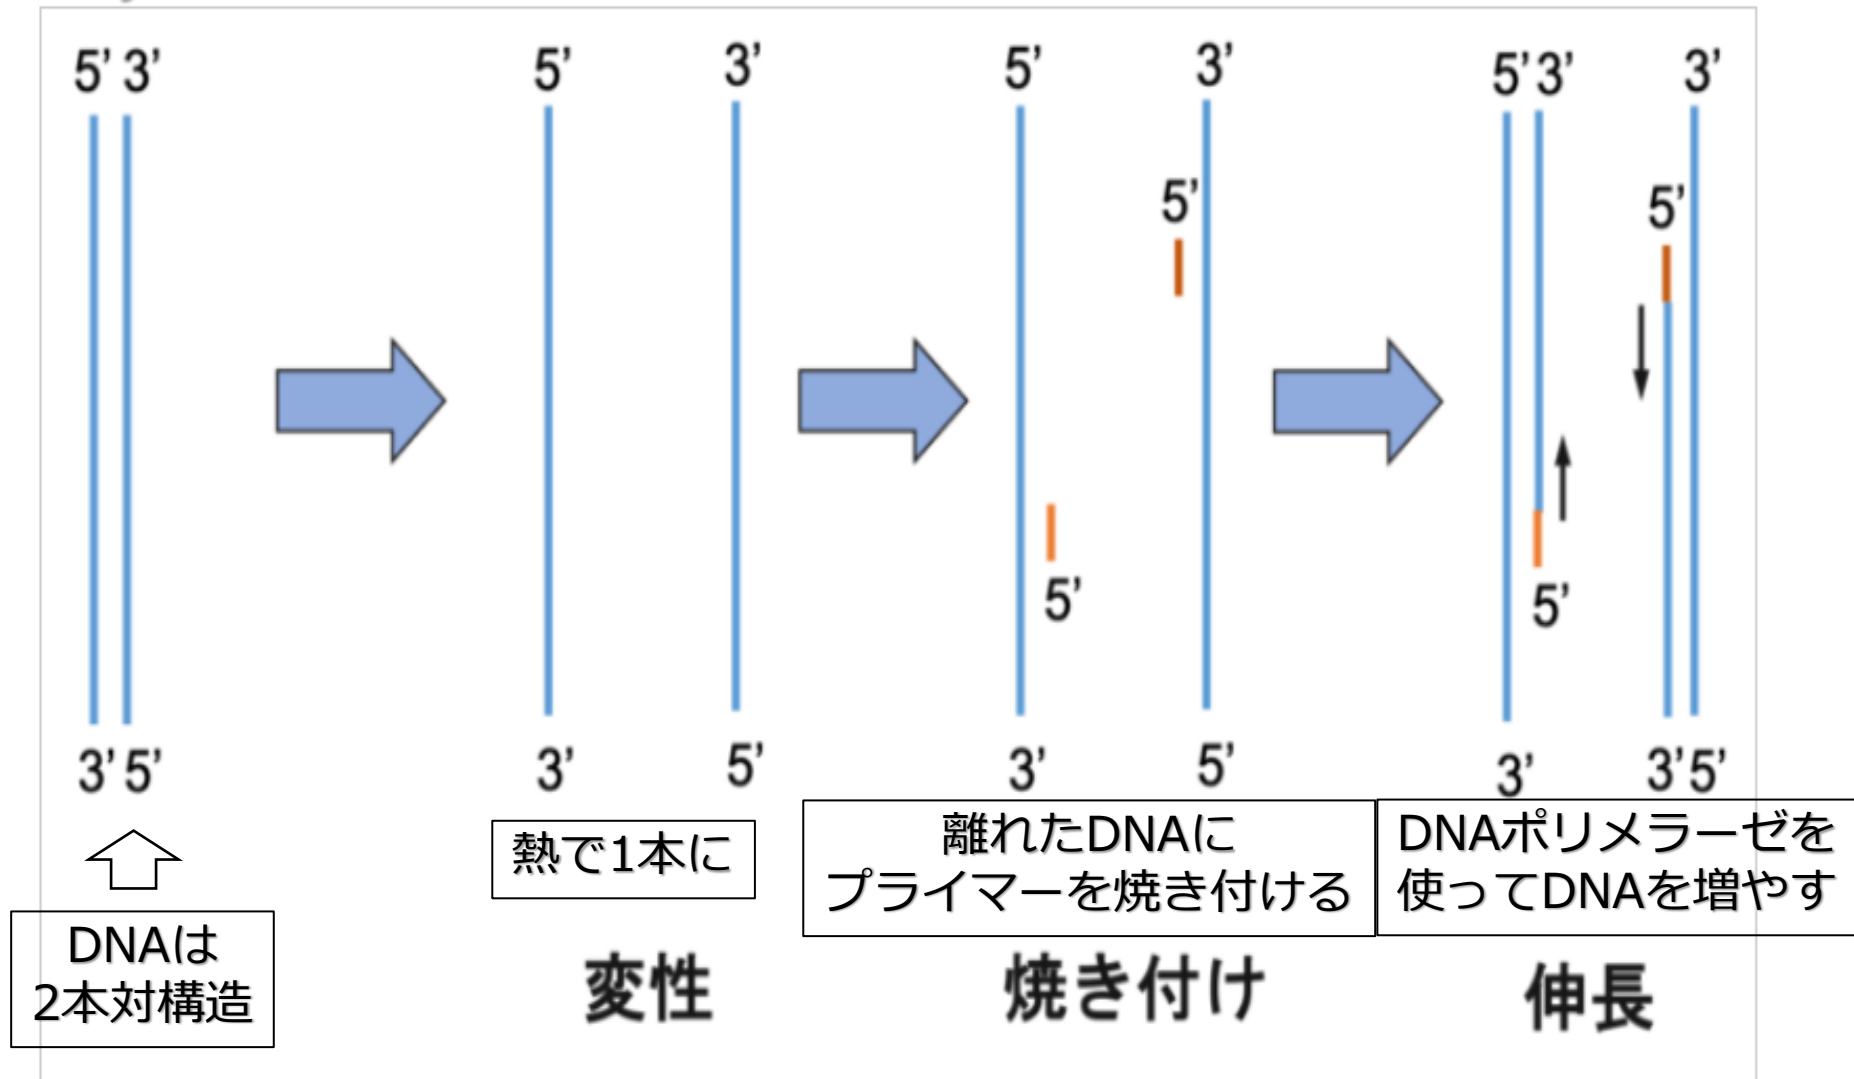 5’ 3’
5’
3’
5’
3’
5’ 3’
3’
5’
5’
5’
5’
3’ 5’
3’
5’
3’
5’
3’
3’ 5’
熱で1本に
離れたDNAに
プライマーを焼き付ける
DNAポリメラーゼを
使ってDNAを増やす
DNAは
2本対構造
変性
焼き付け
伸長